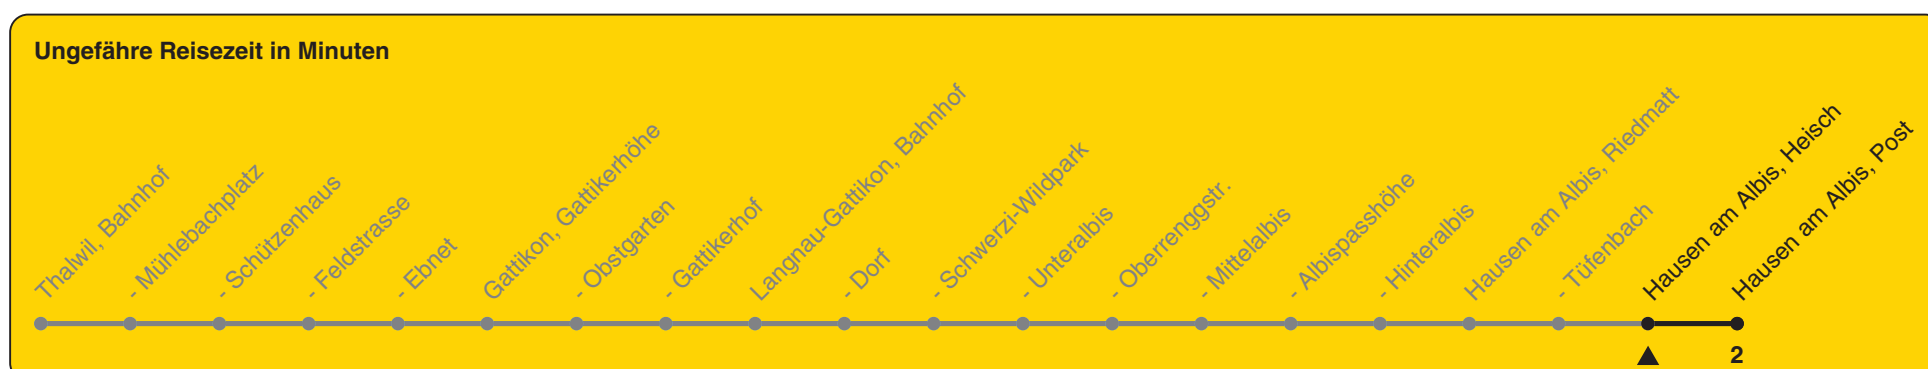 Ungefähre Reisezeit in Minuten
Thalwil, Bahnhof
- Mühlebachplatz
- Schützenhaus
- Feldstrasse
- Ebnet
Gattikon, Gattikerhöhe
- Obstgarten
- Gattikerhof
Langnau-Gattikon, Bahnhof
- Dorf
- Schwerzi-Wildpark
- Unteralbis
- Oberrenggstr.
- Mittelalbis
- Albispasshöhe
- Hinteralbis
Hausen am Albis, Riedmatt
- Tüfenbach
Hausen am Albis, Heisch
Hausen am Albis, Post
2